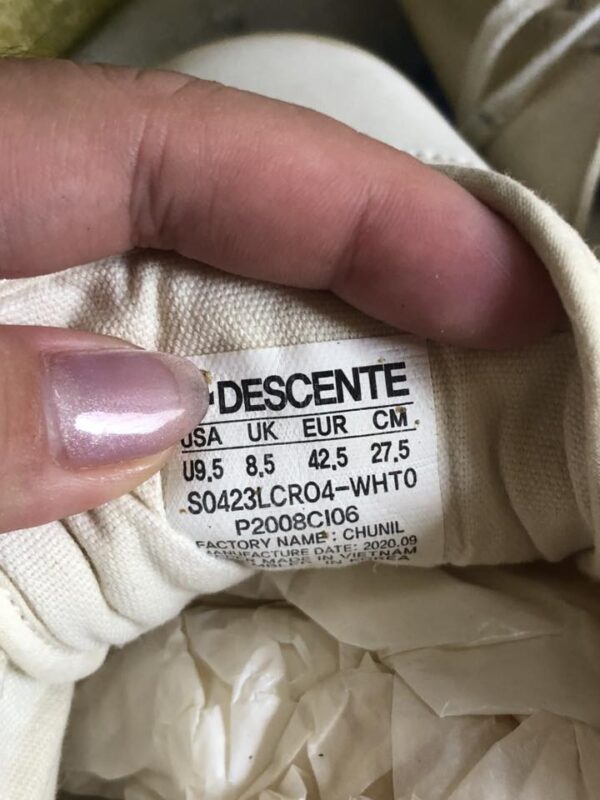 DESCENTE
USA UK EUR CM
U9.5 8.5 42.5 27.5
S0423LCR04-WHT0
P2008CI06
FACTORY NAME : CHUNIL
MANUFACTURE DATE: 2020.09
MADE IN VIETNAM